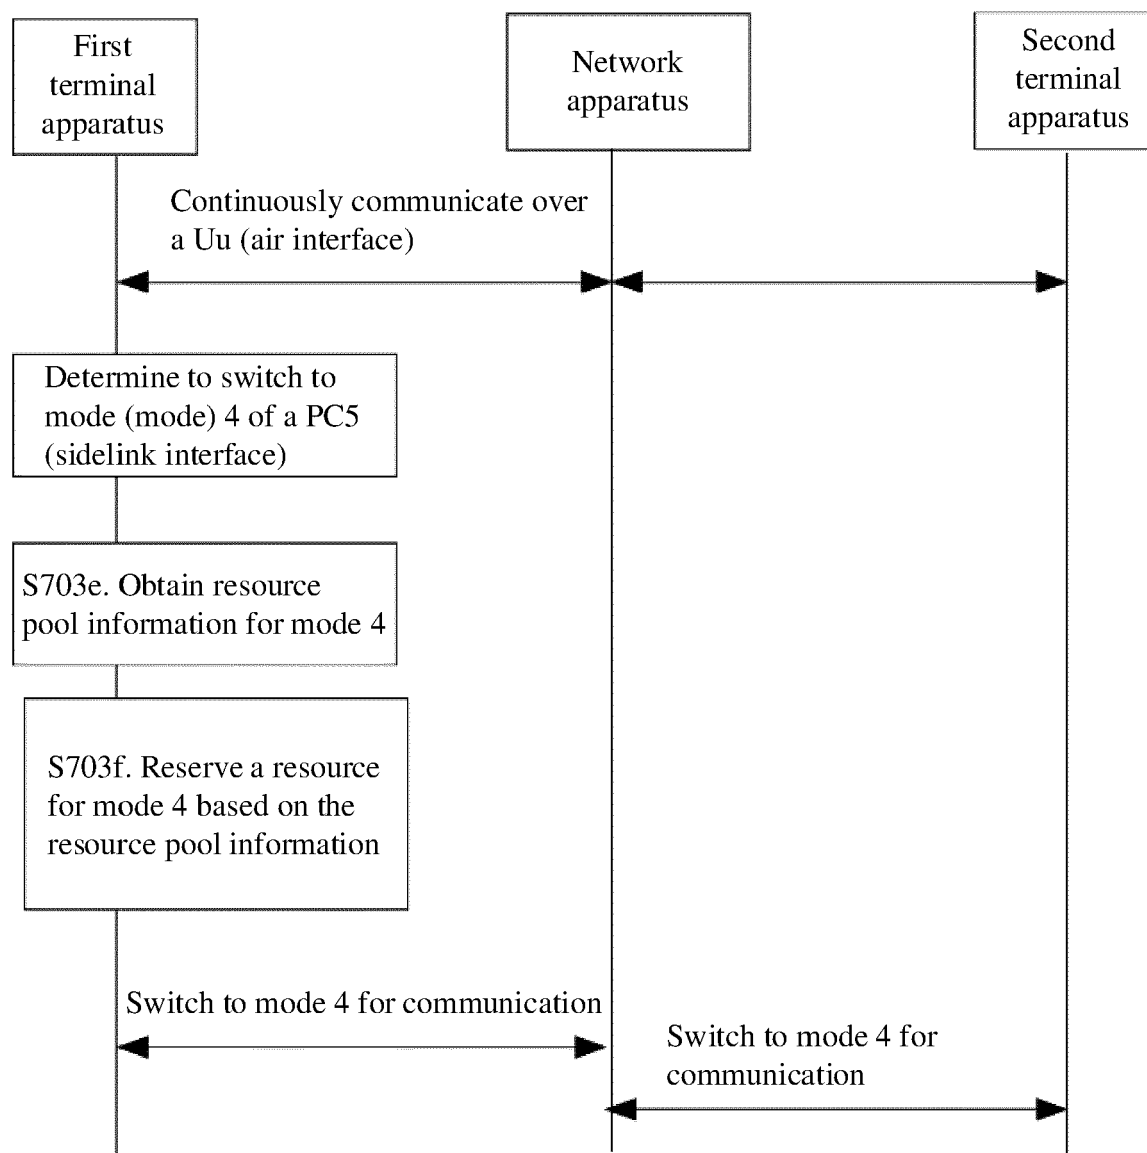 First
terminal
apparatus
Network
apparatus
Second
terminal
apparatus
Continuously communicate over
a Uu (air interface)
Determine to switch to
mode (mode) 4 of a PC5
(sidelink interface)
S703e. Obtain resource
pool information for mode 4
S703f. Reserve a resource
for mode 4 based on the
resource pool information
Switch to mode 4 for communication
Switch to mode 4 for
communication